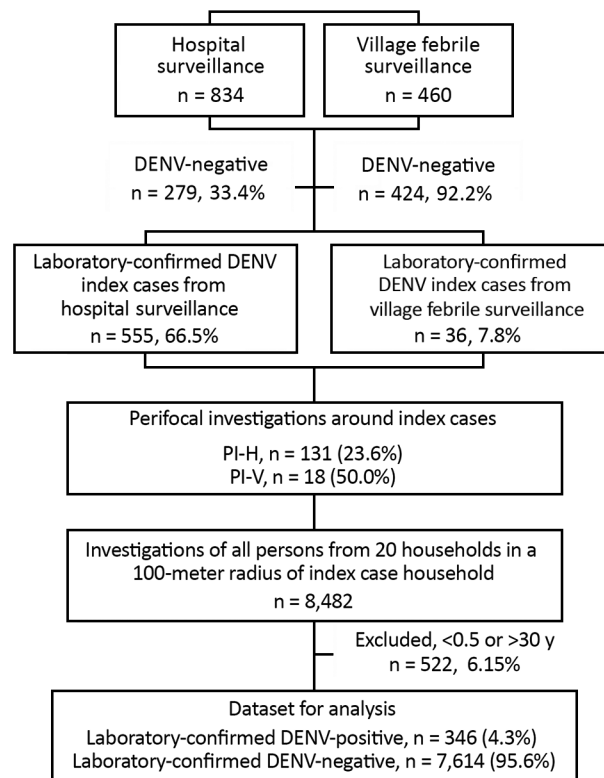 Hospital
surveillance
n = 834
Village febrile
surveillance
n = 460
DENV-negative
n = 279, 33.4%
DENV-negative
n = 424, 92.2%
Laboratory-confirmed DENV
index cases from
hospital surveillance
n = 555, 66.5%
Laboratory-confirmed
DENV index cases from
village febrile surveillance
n = 36, 7.8%
Perifocal investigations around index cases
PI-H, n = 131 (23.6%)
PI-V, n = 18 (50.0%)
Investigations of all persons from 20 households in a
100-meter radius of index case household
n = 8,482
Excluded, <0.5 or >30 y
n = 522, 6.15%
Dataset for analysis
Laboratory-confirmed DENV-positive, n = 346 (4.3%)
Laboratory-confirmed DENV-negative, n = 7,614 (95.6%)